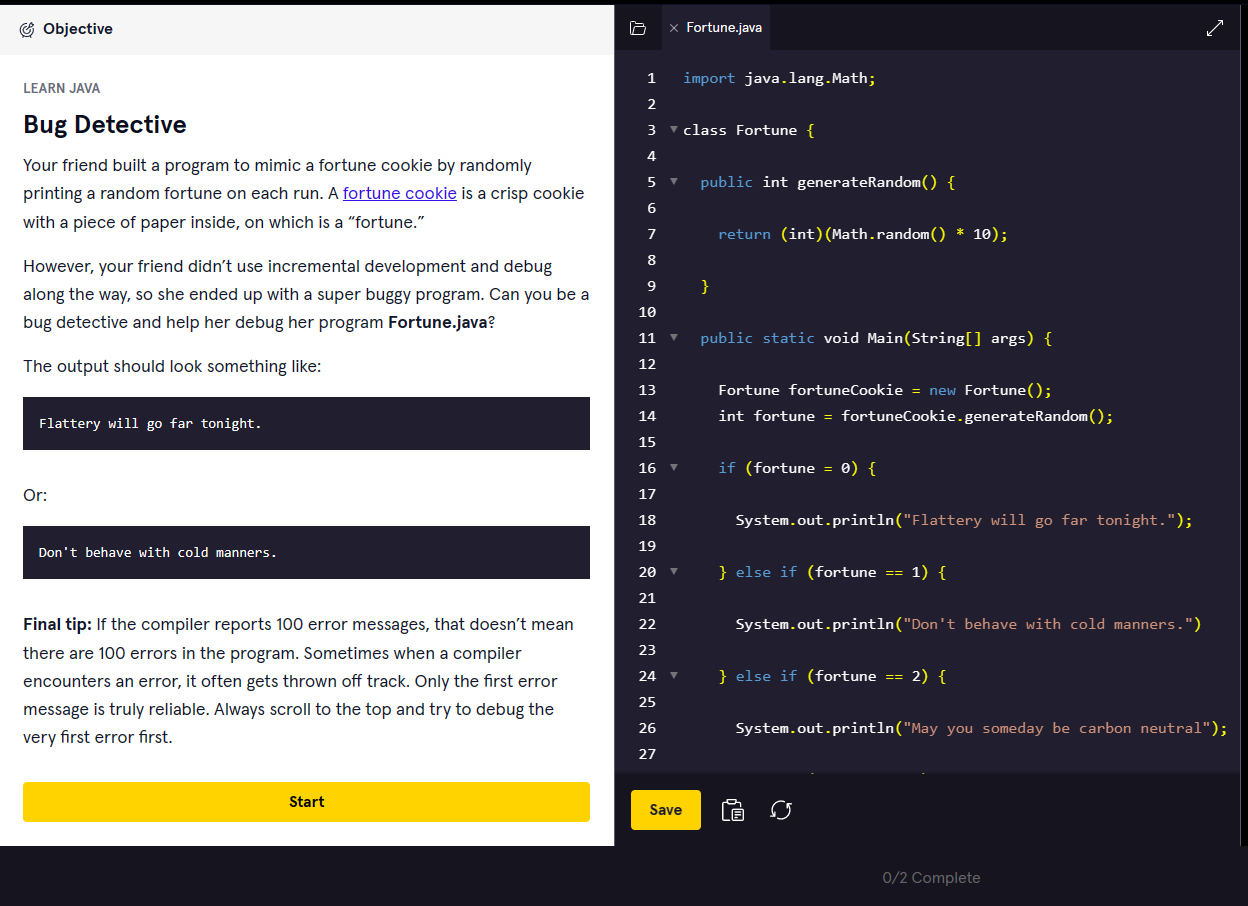 Objective
LEARN JAVA
Bug Detective
Your friend built a program to mimic a fortune cookie by randomly
printing a random fortune on each run. A fortune cookie is a crisp cookie
with a piece of paper inside, on which is a “fortune.”
However, your friend didn’t use incremental development and debug
along the way, so she ended up with a super buggy program. Can you be a
bug detective and help her debug her program Fortune.java?
The output should look something like:
Flattery will go far tonight.
Or:
Don't behave with cold manners.
Final tip: If the compiler reports 100 error messages, that doesn’t mean
there are 100 errors in the program. Sometimes when a compiler
encounters an error, it often gets thrown off track. Only the first error
message is truly reliable. Always scroll to the top and try to debug the
very first error first.
Start
Fortune.java
1 import java.lang.Math;
2
3 class Fortune {
4
5 public int generateRandom() {
6
7 return (int)(Math.random() * 10);
8
9 }
10
11 public static void Main(String[] args) {
12
13 Fortune fortuneCookie = new Fortune();
14 int fortune = fortuneCookie.generateRandom();
15
16 if (fortune = 0) {
17
18 System.out.println("Flattery will go far tonight.");
19
20 } else if (fortune == 1) {
21
22 System.out.println("Don't behave with cold manners.")
23
24 } else if (fortune == 2) {
25
26 System.out.println("May you someday be carbon neutral");
27
Save
0/2 Complete